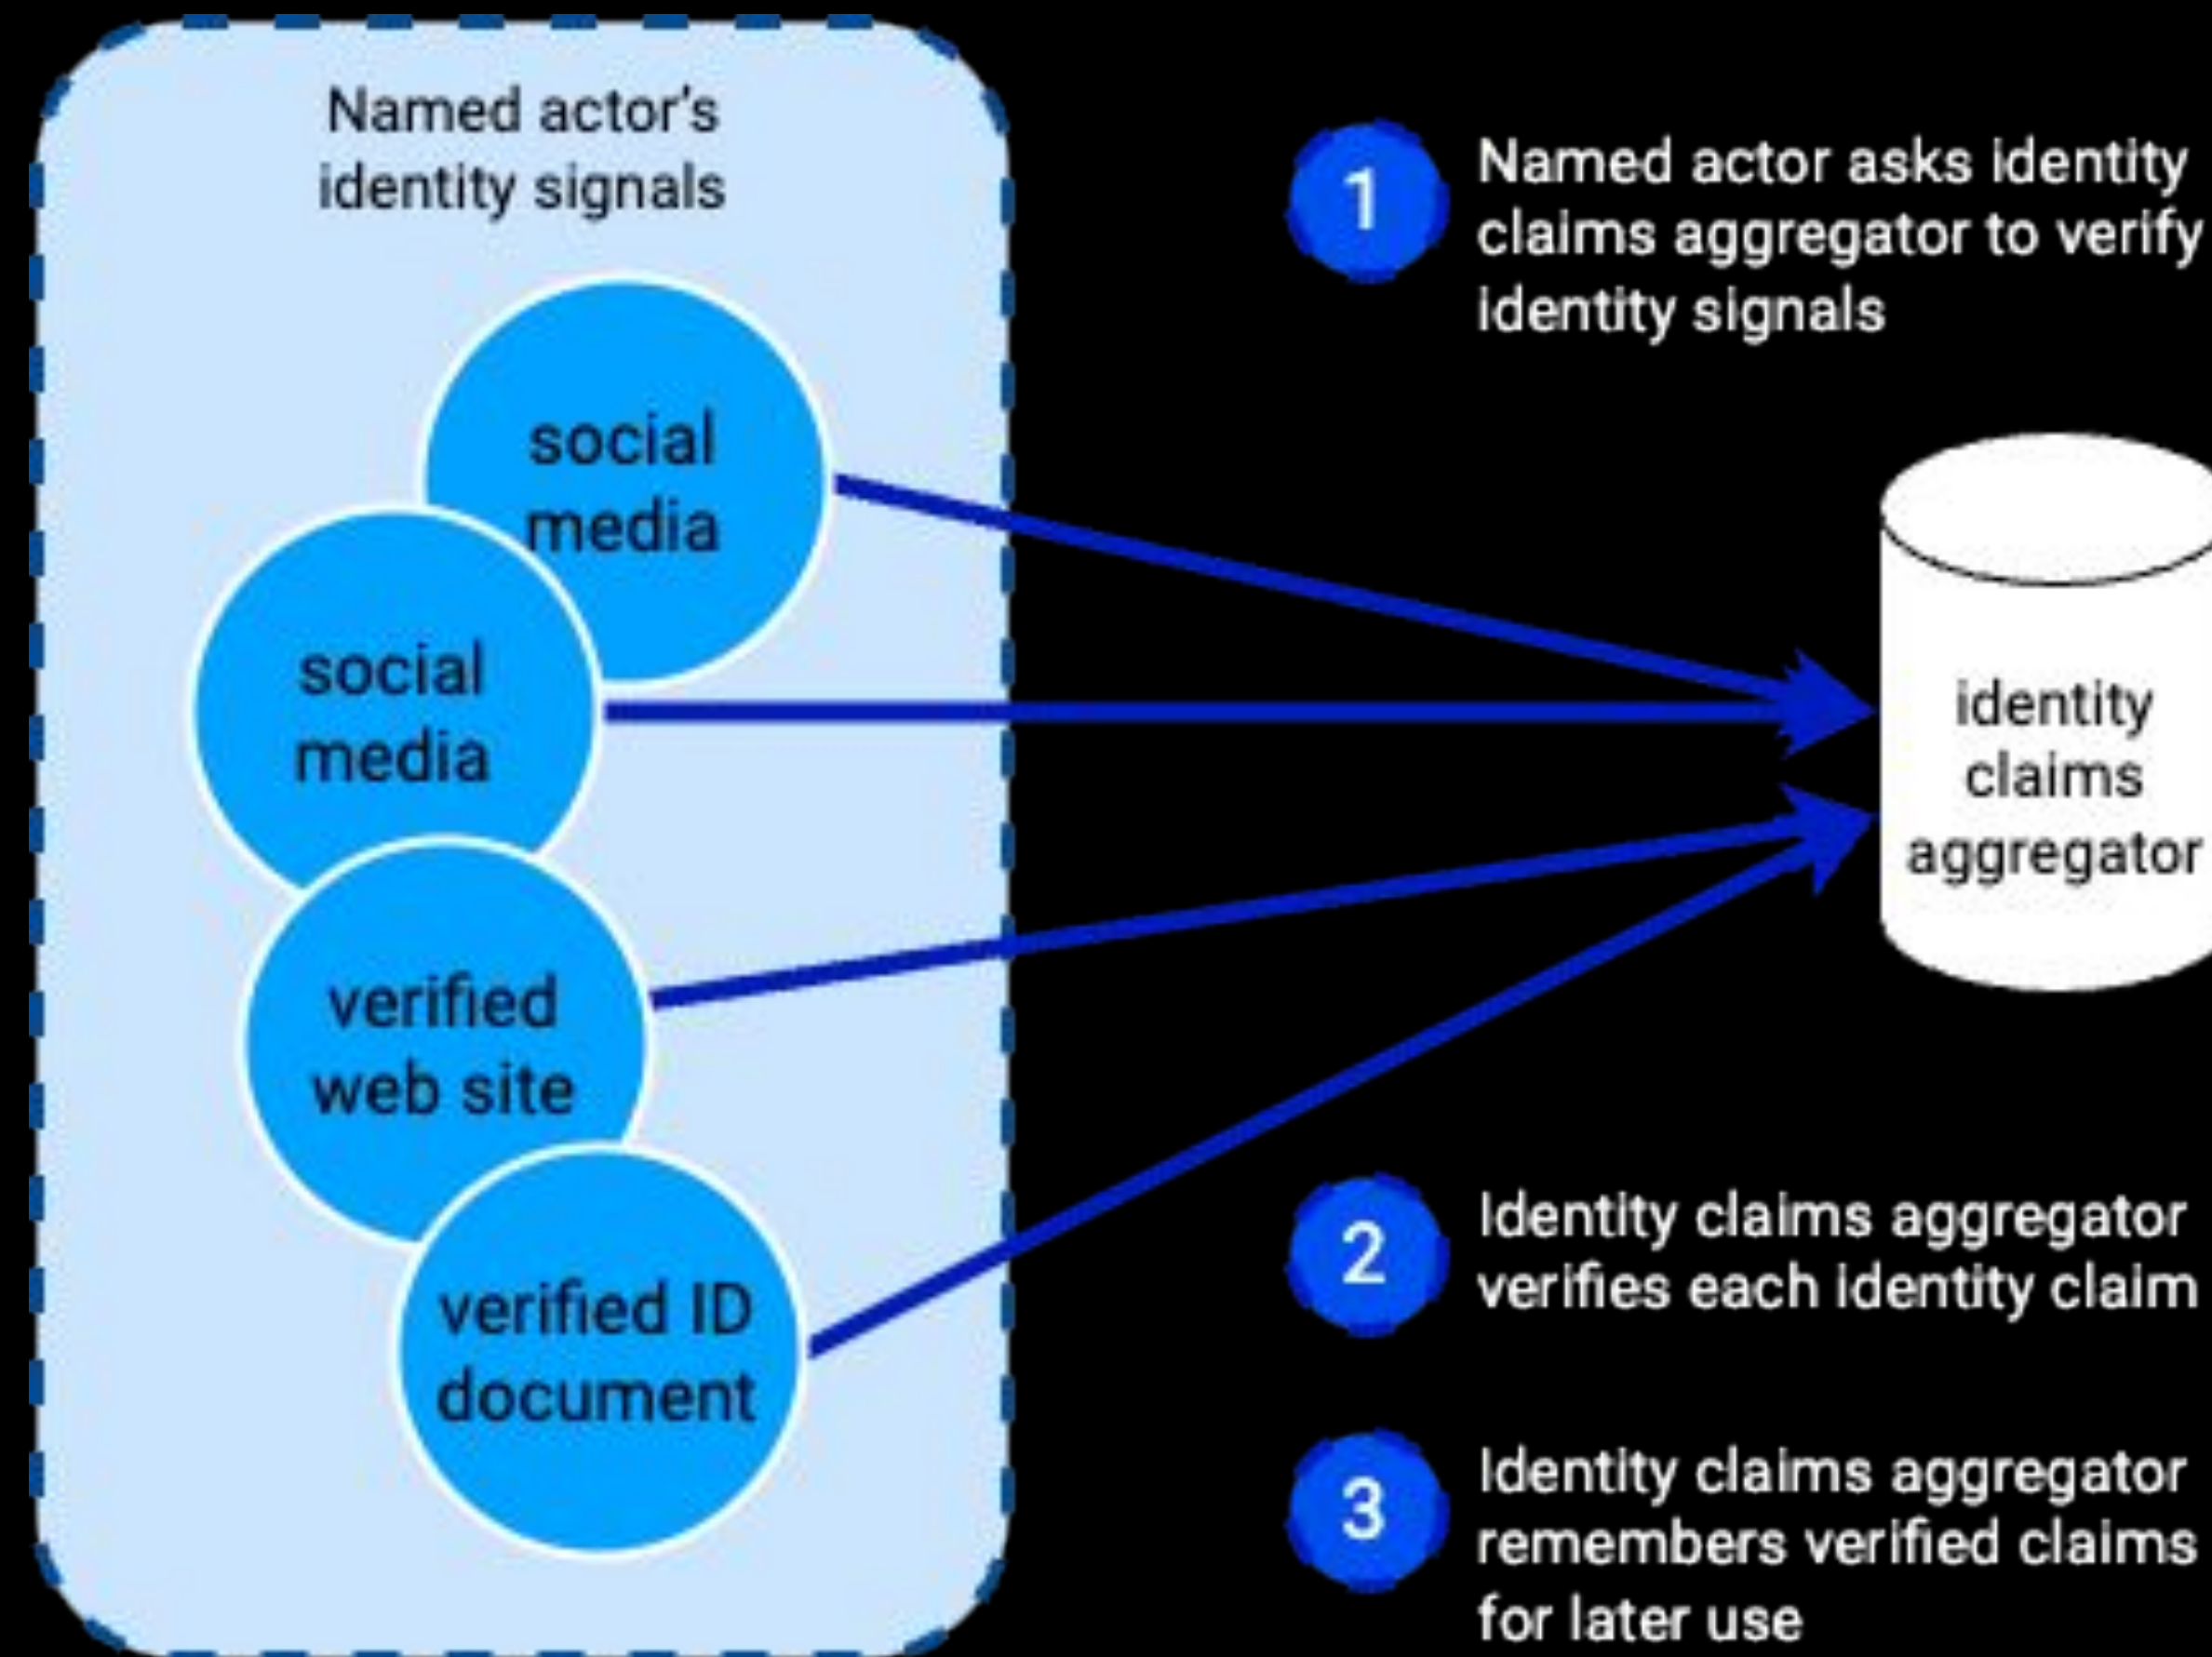 Named actor's
identity signals
social
media
social
media
verified
web site
verified ID
document
1
Named actor asks identity
claims aggregator to verify
identity signals
identity
claims
aggregator
2
Identity claims aggregator
verifies each identity claim
3
Identity claims aggregator
remembers verified claims
for later use